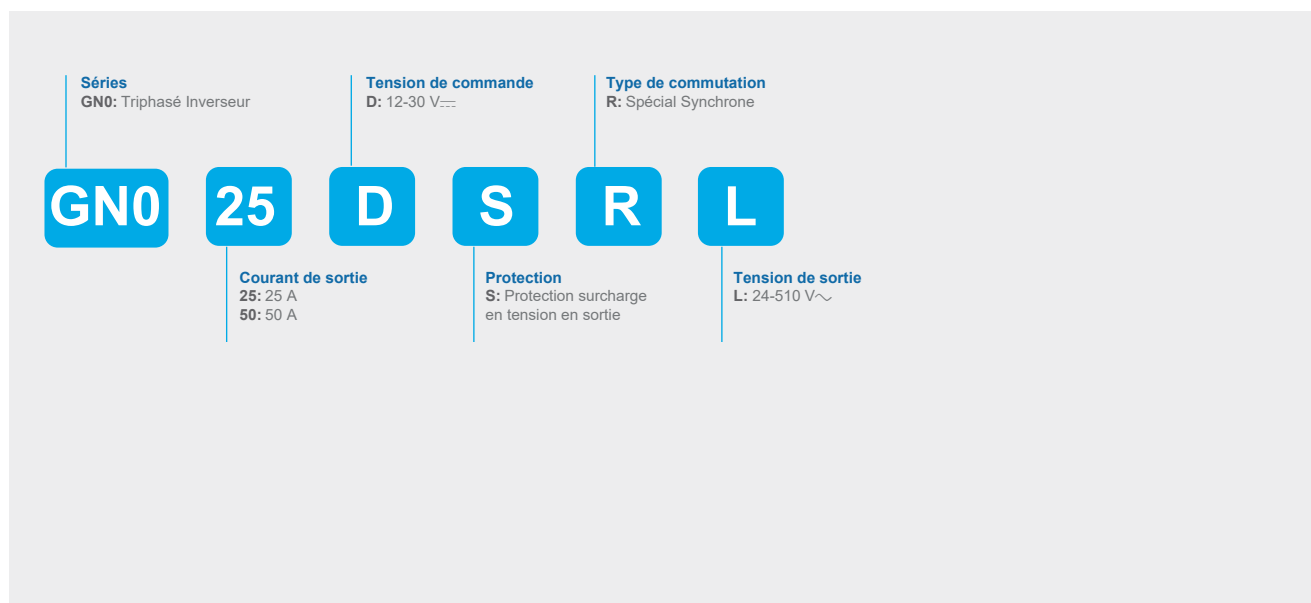 Séries
GN0: Triphasé Inverseur
Tension de commande
D: 12-30 V⎓
Type de commutation
R: Spécial Synchrone
GN0 25 D S R L
Courant de sortie
25: 25 A
50: 50 A
Protection
S: Protection surcharge
en tension en sortie
Tension de sortie
L: 24-510 V∿